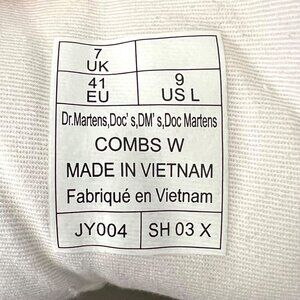 7
UK
41 9
EU US L
Dr.Martens,Doc' s,DM' s,Doc Martens
COMBS W
MADE IN VIETNAM
Fabriqué en Vietnam
JY004 SH 03 X